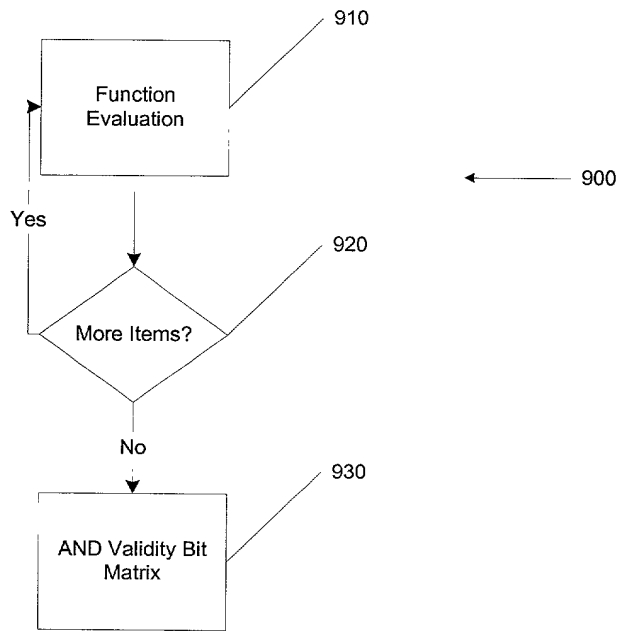 910
Function
Evaluation
900
Yes
920
More Items?
No
930
AND Validity Bit
Matrix